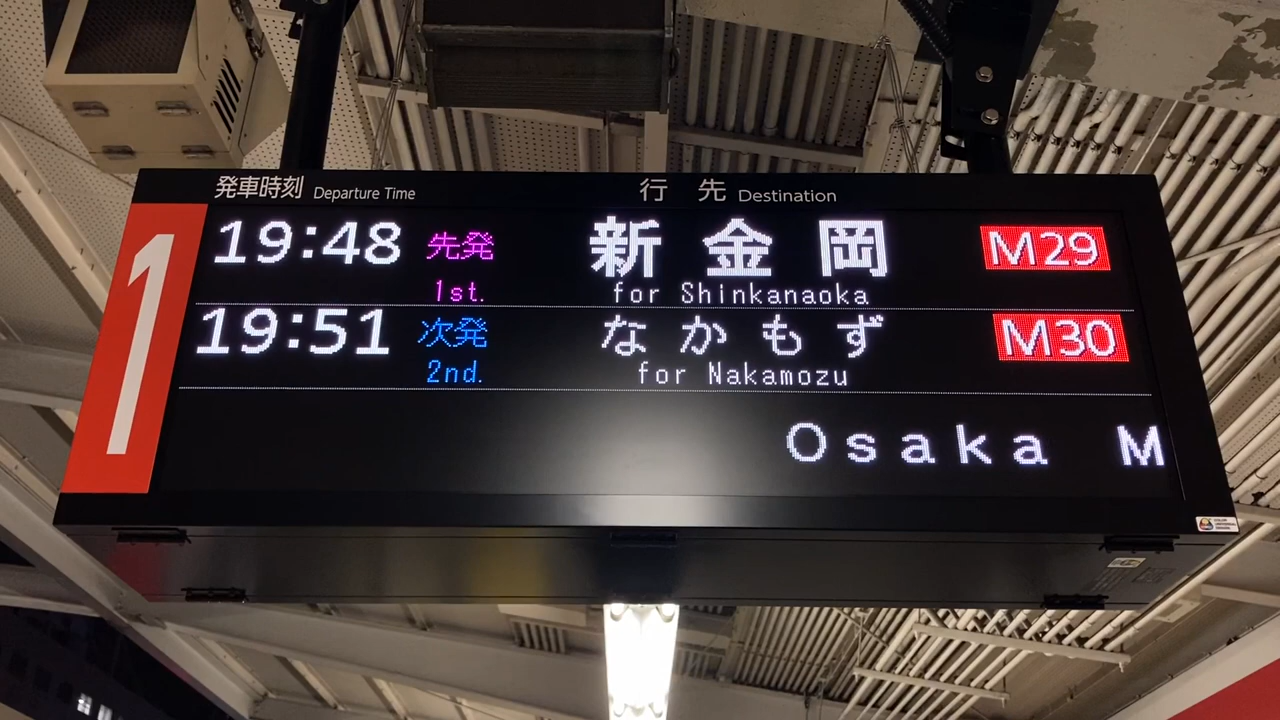 発車時刻 Departure Time 行 先 Destination
1
19:48 先発 新 金 岡 M29
1st. for Shinkanaoka
19:51 次発 な か も ず M30
2nd. for Nakamozu
Osaka M